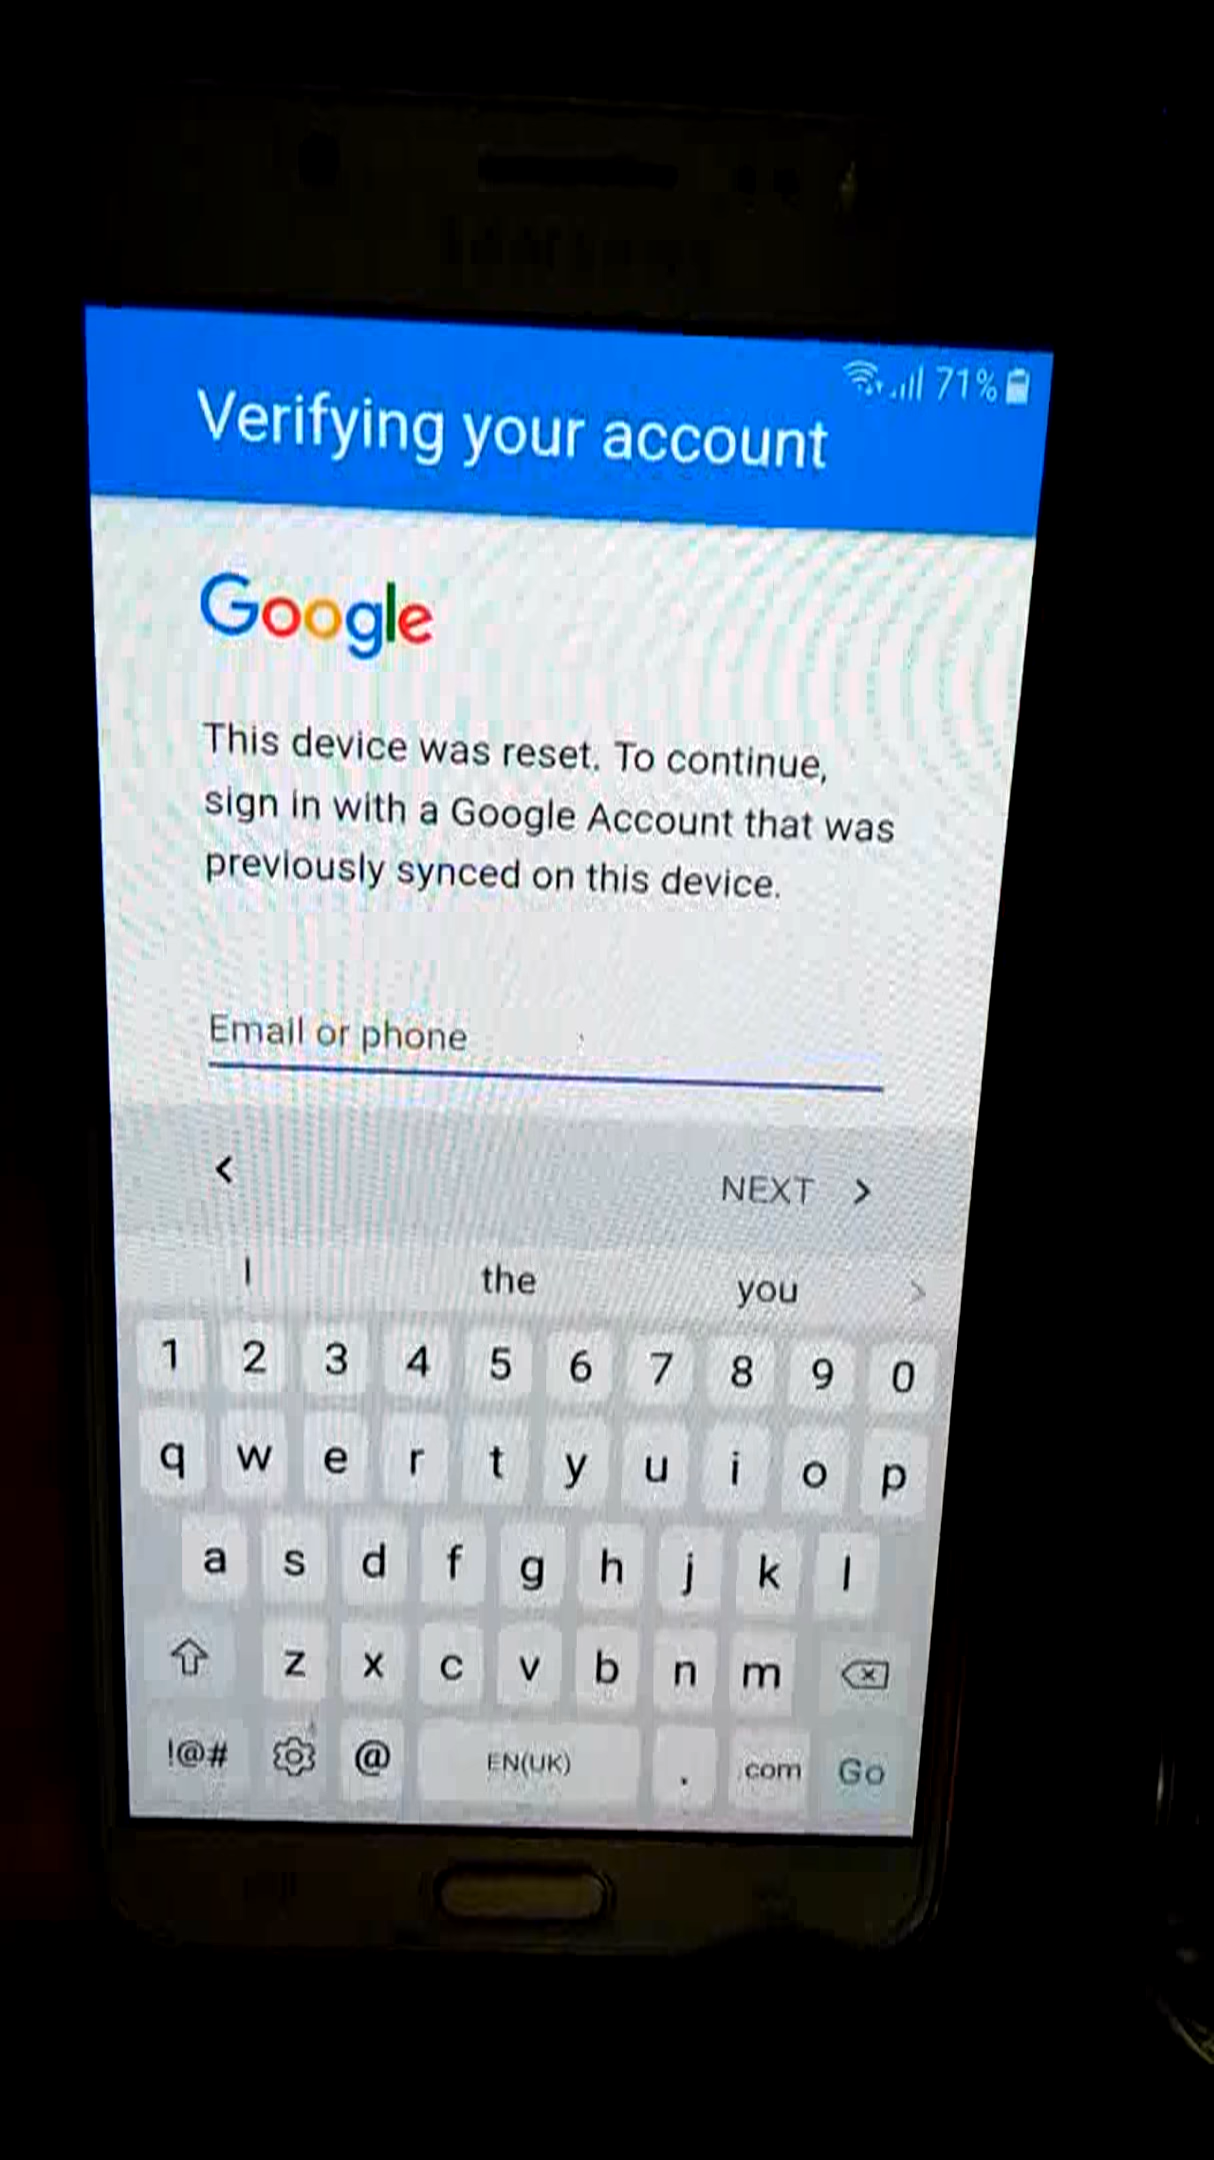 71%
Verifying your account
Google
This device was reset. To continue,
sign in with a Google Account that was
previously synced on this device.
Email or phone
NEXT
I the you
1 2 3 4 5 6 7 8 9 0
q w e r t y u i o p
a s d f g h j k l
z x c v b n m
!@# @ EN(UK) . .com Go